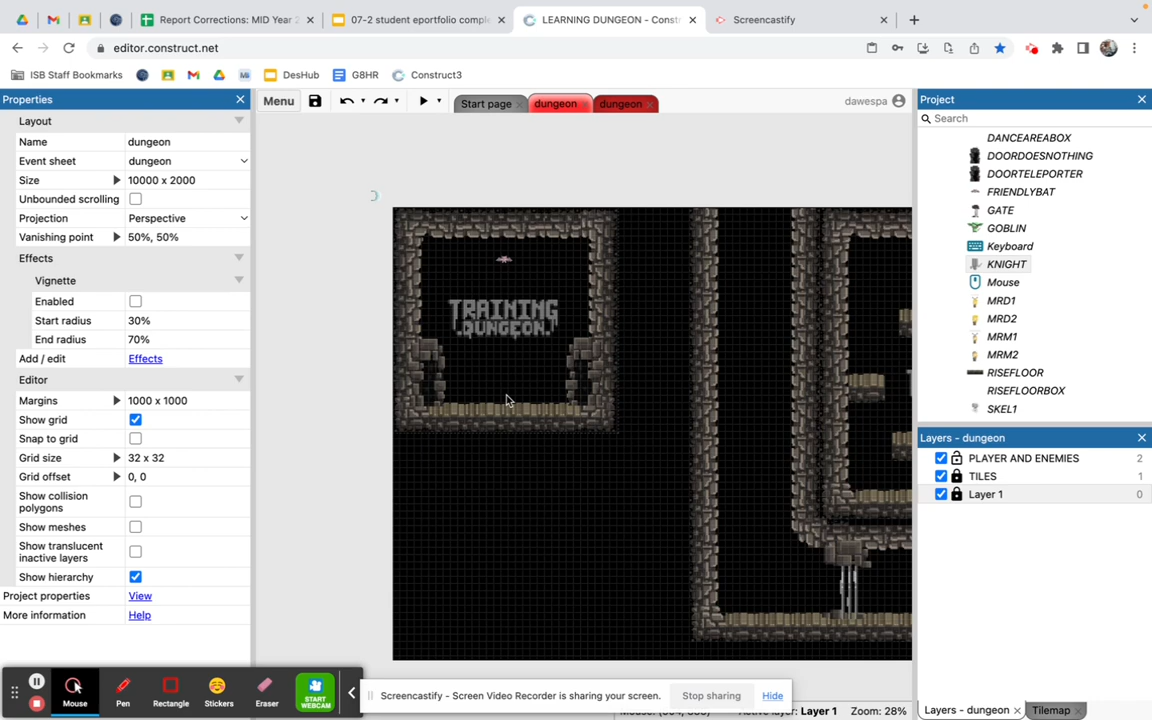 Report Corrections: MID Year 2
07-2 student eportfolio comple
LEARNING DUNGEON - Constr
Screencastify
editor.construct.net
ISB Staff Bookmarks
DesHub
G8HR
Construct3
Properties
Menu
Start page
dungeon
dungeon
dawespa
Project
Layout
Name dungeon
Event sheet dungeon
Size 10000 x 2000
Unbounded scrolling
Projection Perspective
Vanishing point 50%, 50%
Effects
Vignette
Enabled
Start radius 30%
End radius 70%
Add / edit Effects
Editor
Margins 1000 x 1000
Show grid
Snap to grid
Grid size 32 x 32
Grid offset 0, 0
Show collision
polygons
Show meshes
Show translucent
inactive layers
Show hierarchy
Project properties View
More information Help
TRAINING
DUNGEON
Search
DANCEAREABOX
DOORDOESNOTHING
DOORTELEPORTER
FRIENDLYBAT
GATE
GOBLIN
Keyboard
KNIGHT
Mouse
MRD1
MRD2
MRM1
MRM2
RISEFLOOR
RISEFLOORBOX
SKEL1
Layers - dungeon
PLAYER AND ENEMIES 2
TILES 1
Layer 1 0
Mouse
Pen
Rectangle
Stickers
Eraser
START
WEBCAM
Screencastify - Screen Video Recorder is sharing your screen.
Stop sharing
Hide
Active layer: Layer 1
Zoom: 28%
Layers - dungeon
Tilemap